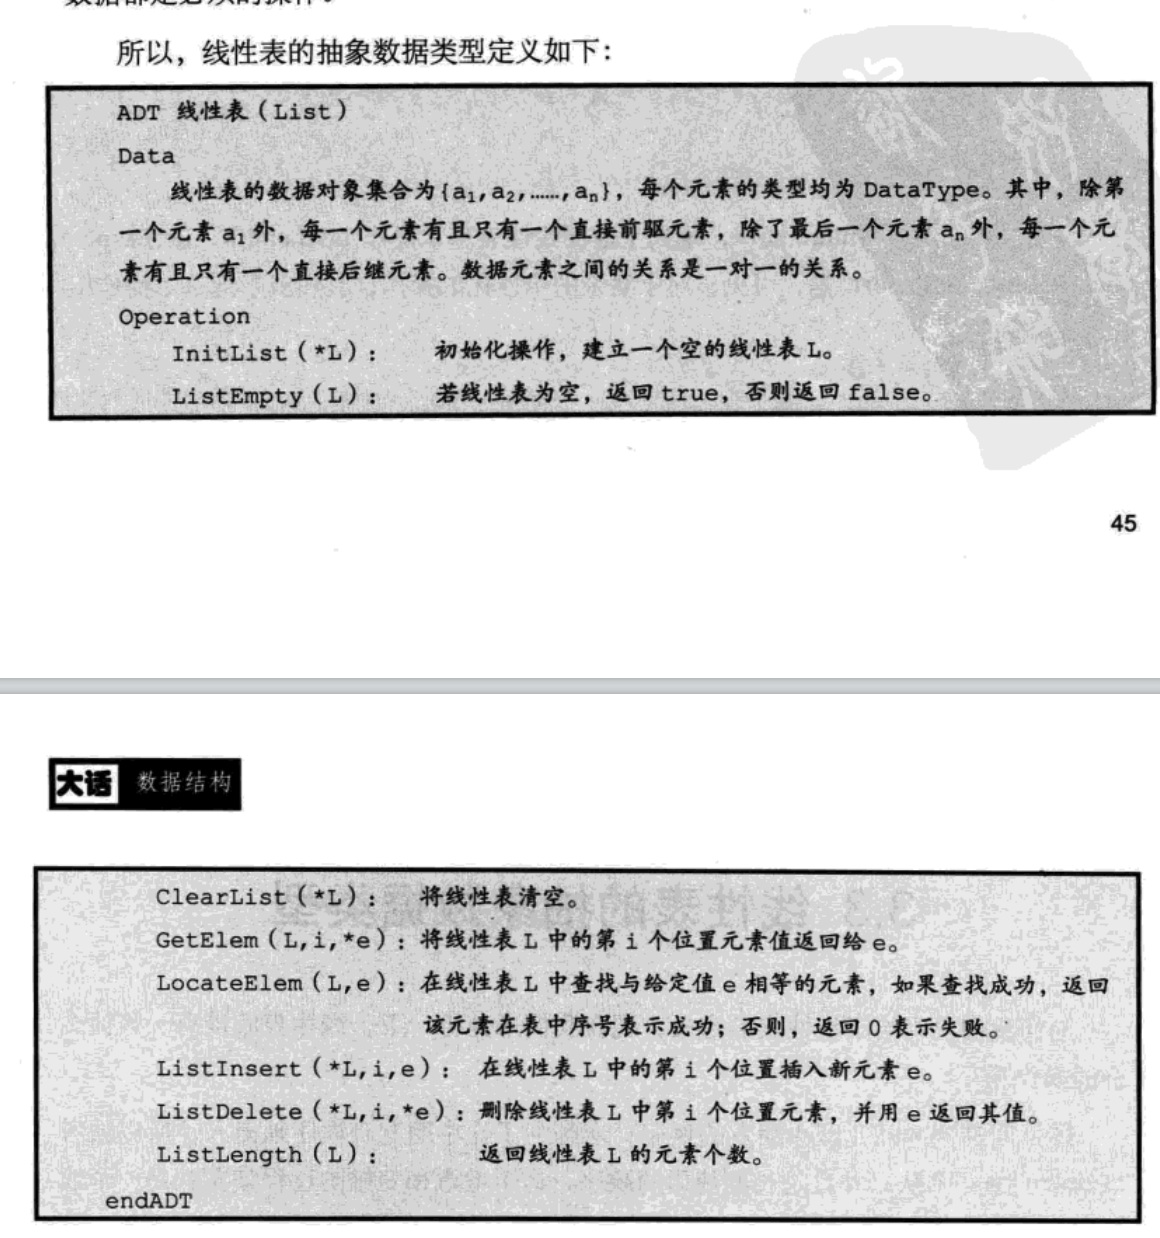 所以，线性表的抽象数据类型定义如下：
ADT 线性表（List）
Data
线性表的数据对象集合为{a₁,a₂,……,aₙ}，每个元素的类型均为 DataType。其中，除第
一个元素 a₁ 外，每一个元素有且只有一个直接前驱元素，除了最后一个元素 aₙ 外，每一个元
素有且只有一个直接后继元素。数据元素之间的关系是一对一的关系。
Operation
InitList（*L）： 初始化操作，建立一个空的线性表 L。
ListEmpty（L）： 若线性表为空，返回 true，否则返回 false。
45
大话 数据结构
ClearList（*L）： 将线性表清空。
GetElem（L,i,*e）：将线性表 L 中的第 i 个位置元素值返回给 e。
LocateElem（L,e）：在线性表 L 中查找与给定值 e 相等的元素，如果查找成功，返回
该元素在表中序号表示成功；否则，返回 0 表示失败。
ListInsert（*L,i,e）： 在线性表 L 中的第 i 个位置插入新元素 e。
ListDelete（*L,i,*e）：删除线性表 L 中第 i 个位置元素，并用 e 返回其值。
ListLength（L）： 返回线性表 L 的元素个数。
endADT